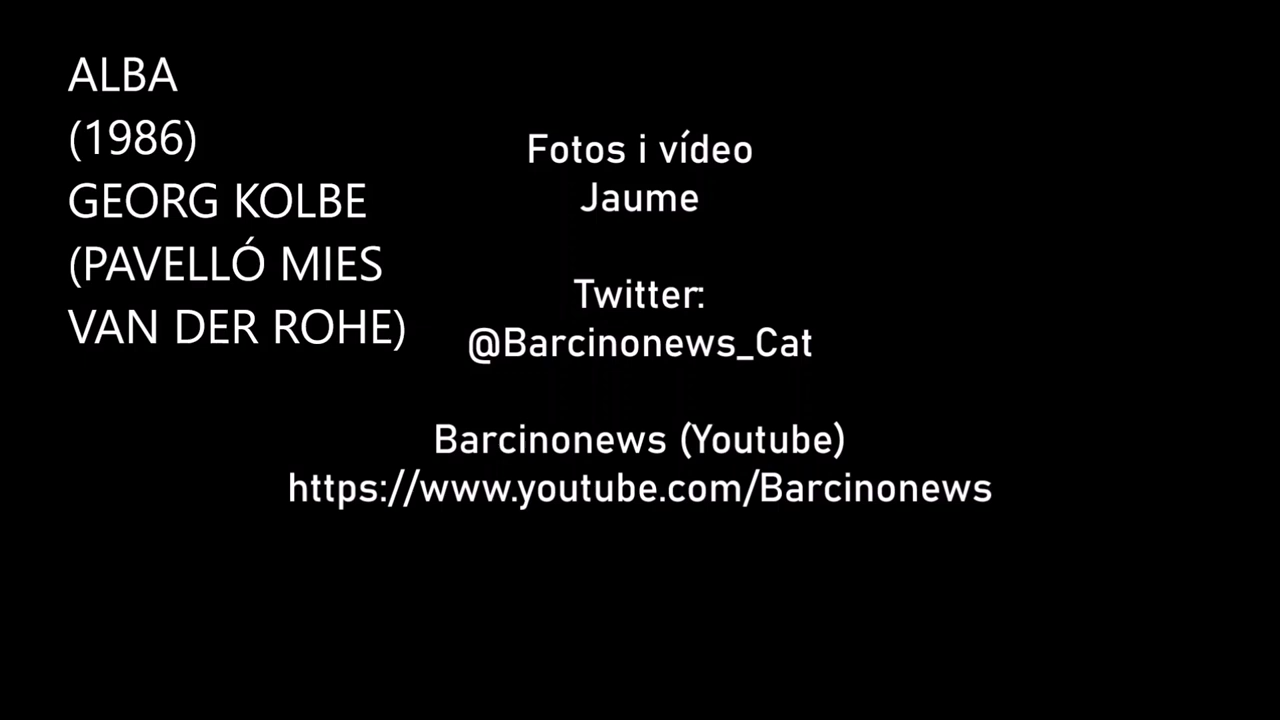 ALBA
(1986)
GEORG KOLBE
(PAVELLÓ MIES
VAN DER ROHE)
Fotos i vídeo
Jaume
Twitter:
@Barcinonews_Cat
Barcinonews (Youtube)
https://www.youtube.com/Barcinonews